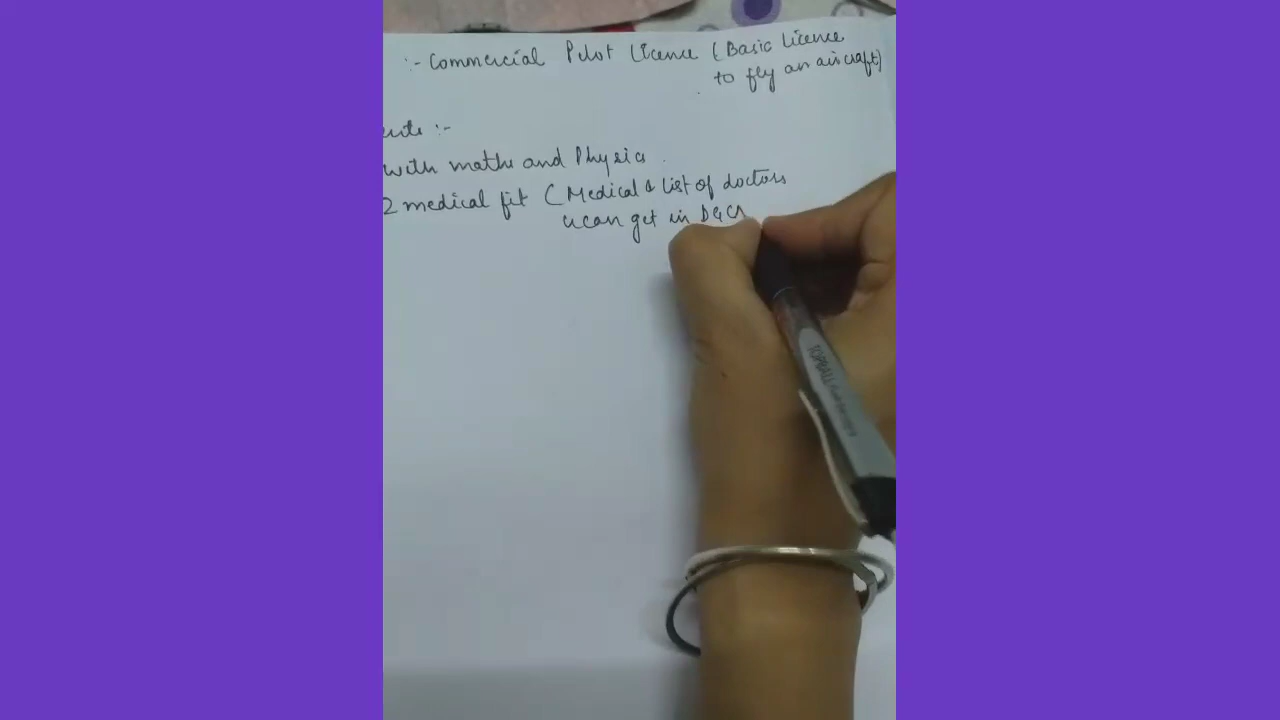 :- Commercial Pilot Licence (Basic Licence
to fly an aircraft)
:-
with maths and Physics.
2 medical fit (Medical & list of doctors
u can get in DGCA
TOPBALL